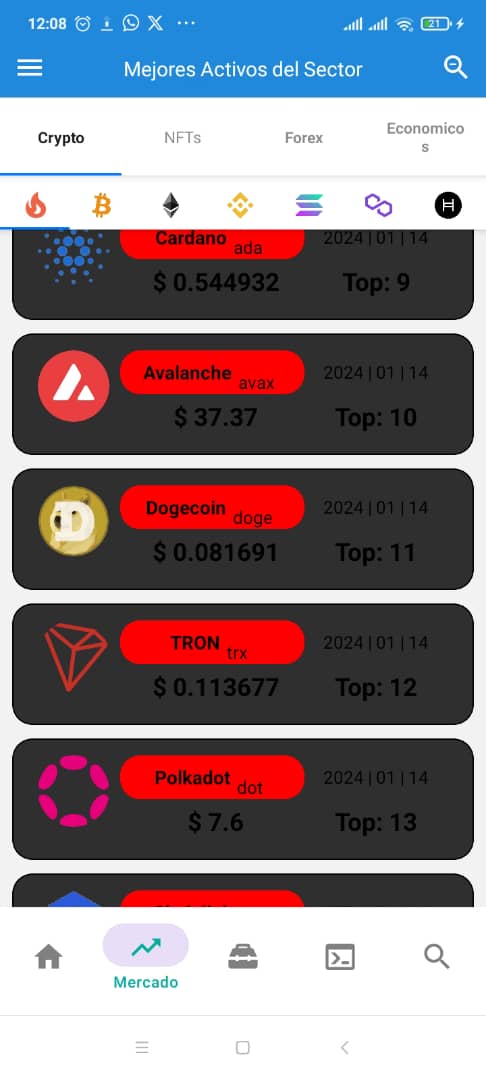 12:08
21
Mejores Activos del Sector
Crypto NFTs Forex Economico
s
Cardano ada 2024 | 01 | 14
$ 0.544932 Top: 9
Avalanche avax 2024 | 01 | 14
$ 37.37 Top: 10
Dogecoin doge 2024 | 01 | 14
$ 0.081691 Top: 11
TRON trx 2024 | 01 | 14
$ 0.113677 Top: 12
Polkadot dot 2024 | 01 | 14
$ 7.6 Top: 13
Mercado